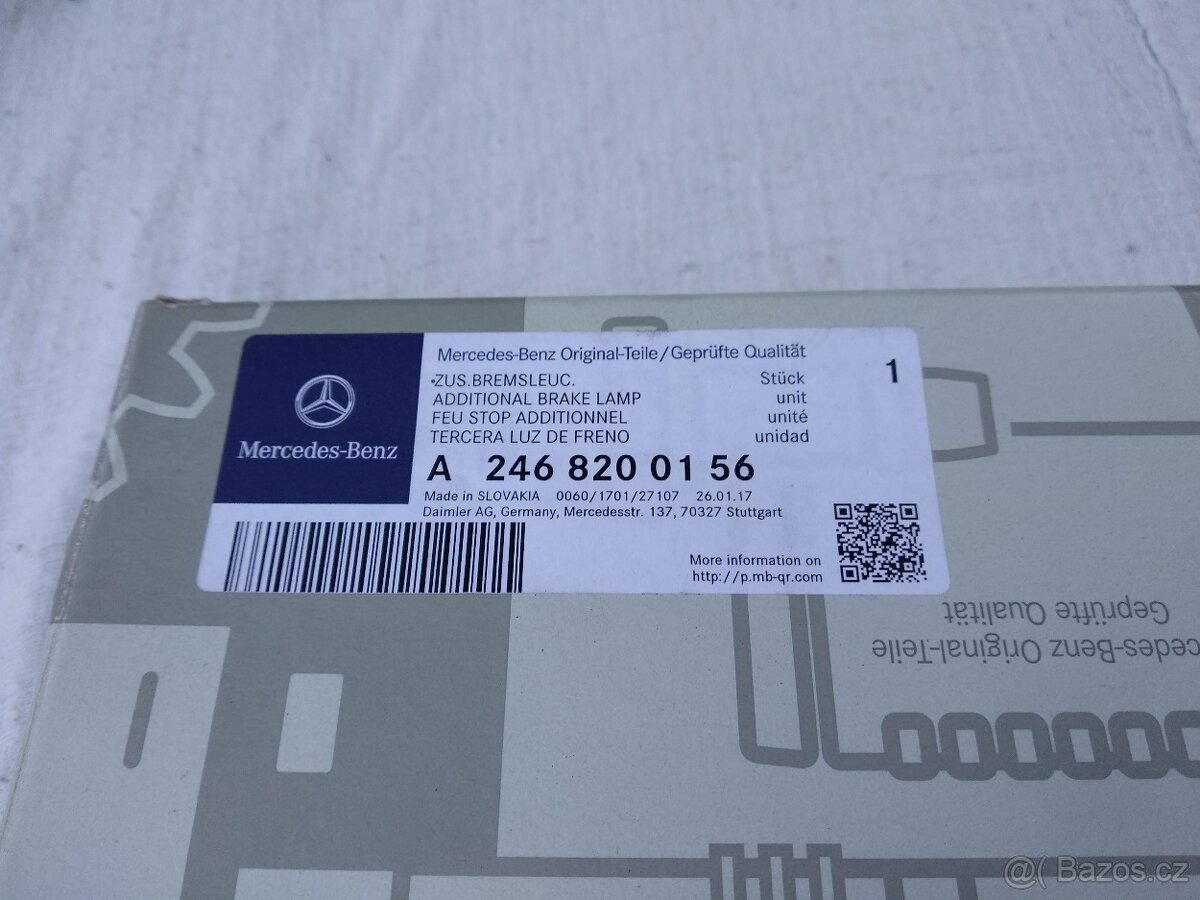 Mercedes-Benz Original-Teile/Geprüfte Qualität
1
•ZUS.BREMSLEUC. Stück
ADDITIONAL BRAKE LAMP unit
FEU STOP ADDITIONNEL unité
TERCERA LUZ DE FRENO unidad
Mercedes-Benz
A 246 820 01 56
Made in SLOVAKIA 0060/1701/27107 26.01.17
Daimler AG, Germany, Mercedesstr. 137, 70327 Stuttgart
More information on
http://p.mb-qr.com
cedes-Benz Original-Teile
Geprüfte Qualität
@( Bazos.cz